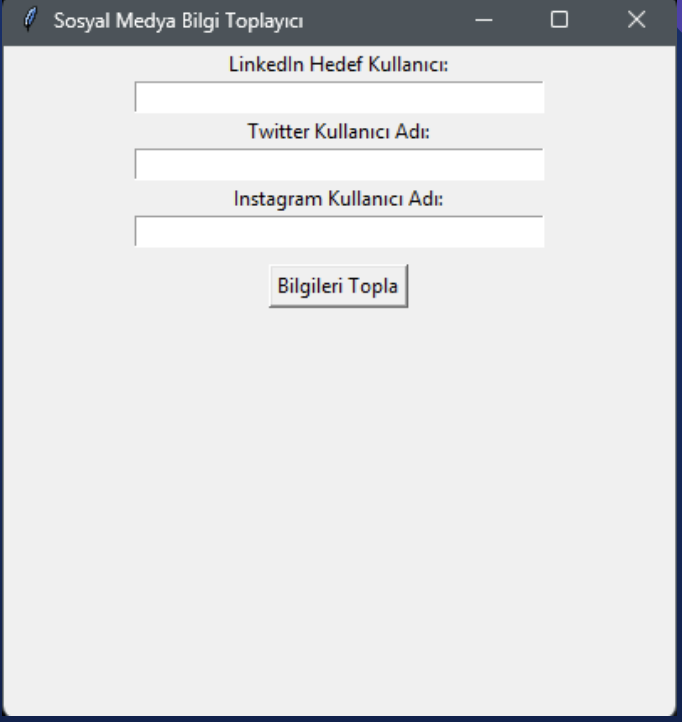 Sosyal Medya Bilgi Toplayıcı
LinkedIn Hedef Kullanıcı:
Twitter Kullanıcı Adı:
Instagram Kullanıcı Adı:
Bilgileri Topla